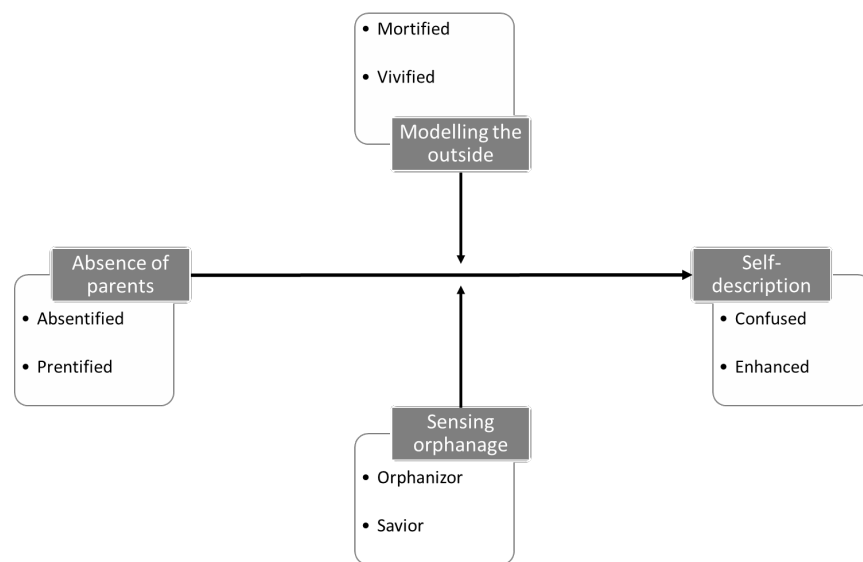 • Mortified
• Vivified
Modelling the
outside
Absence of
parents
• Absentified
• Prentified
Self-
description
• Confused
• Enhanced
Sensing
orphanage
• Orphanizor
• Savior